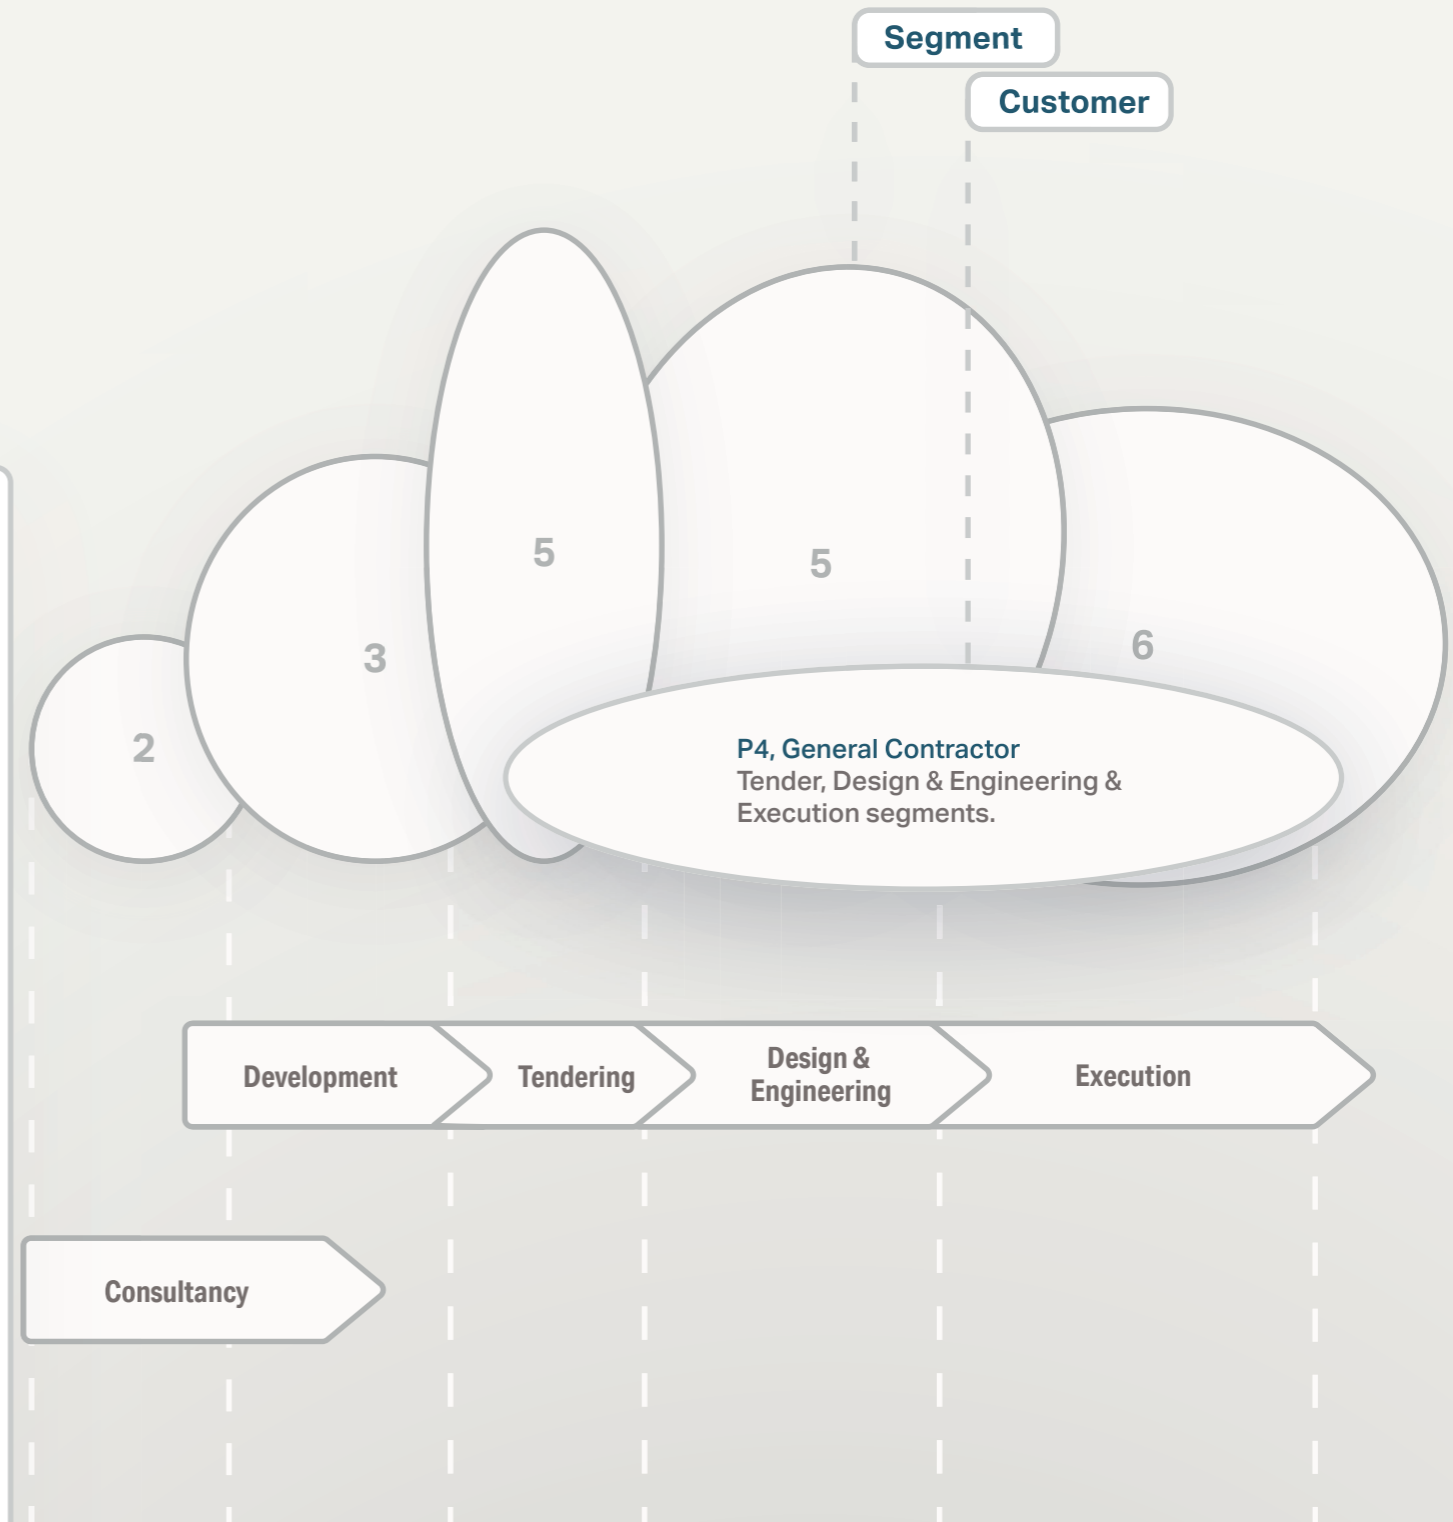 Segment
Customer
5
5
3
6
2
P4, General Contractor
Tender, Design & Engineering &
Execution segments.
Development
Tendering
Design &
Engineering
Execution
Consultancy